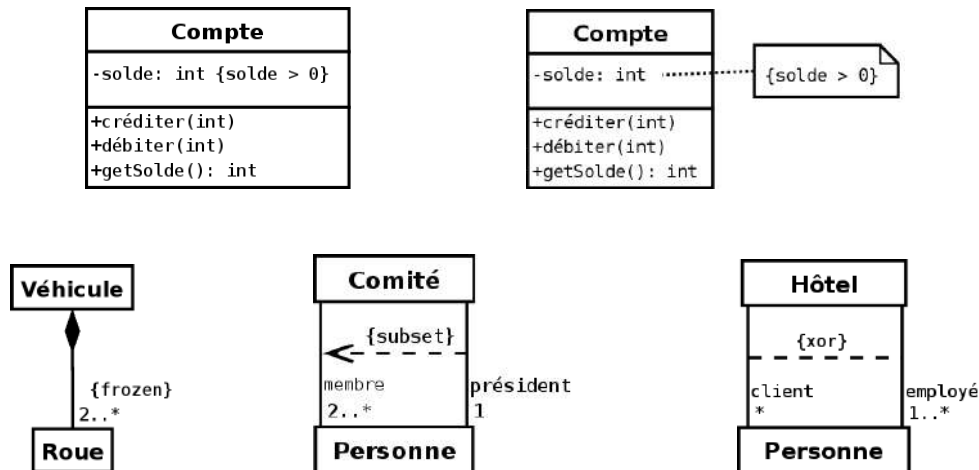 Compte
-solde: int {solde > 0}
+créditer(int)
+débiter(int)
+getSolde(): int
Compte
-solde: int
{solde > 0}
+créditer(int)
+débiter(int)
+getSolde(): int
Véhicule
{frozen}
2..*
Roue
Comité
{subset}
membre
2..*
président
1
Personne
Hôtel
{xor}
client
*
employé
1..*
Personne